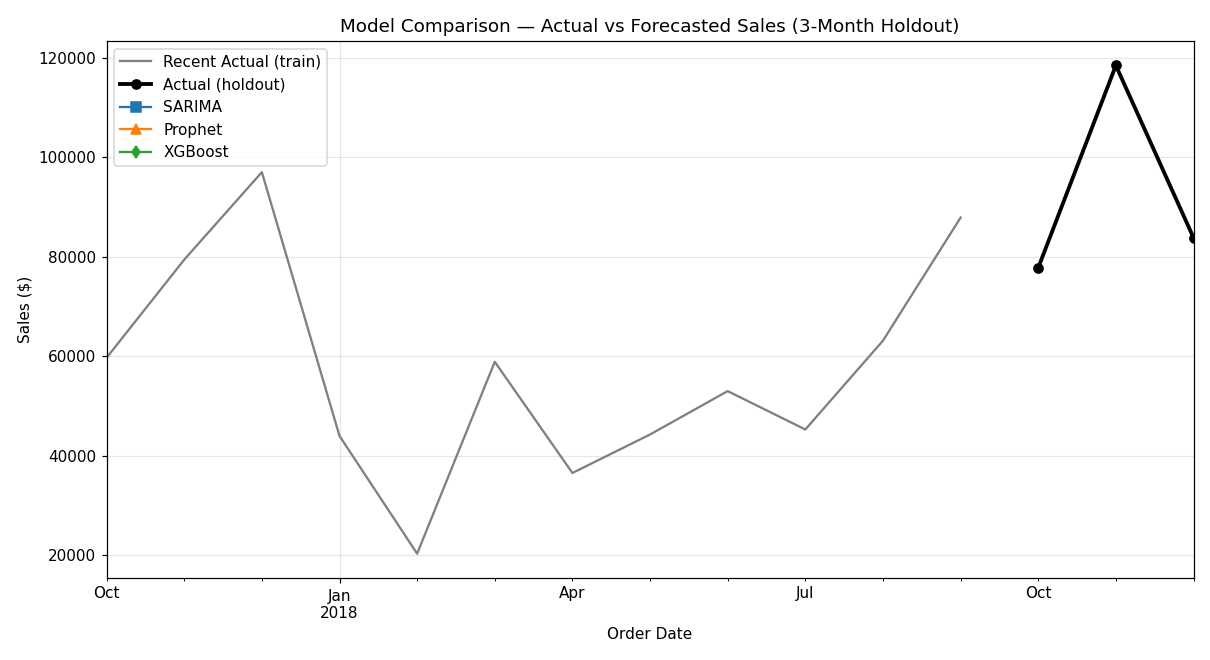 Model Comparison — Actual vs Forecasted Sales (3-Month Holdout)
Recent Actual (train)
Actual (holdout)
SARIMA
Prophet
XGBoost
120000
100000
80000
60000
40000
20000
Sales ($)
Oct
Jan
2018
Apr
Jul
Oct
Order Date